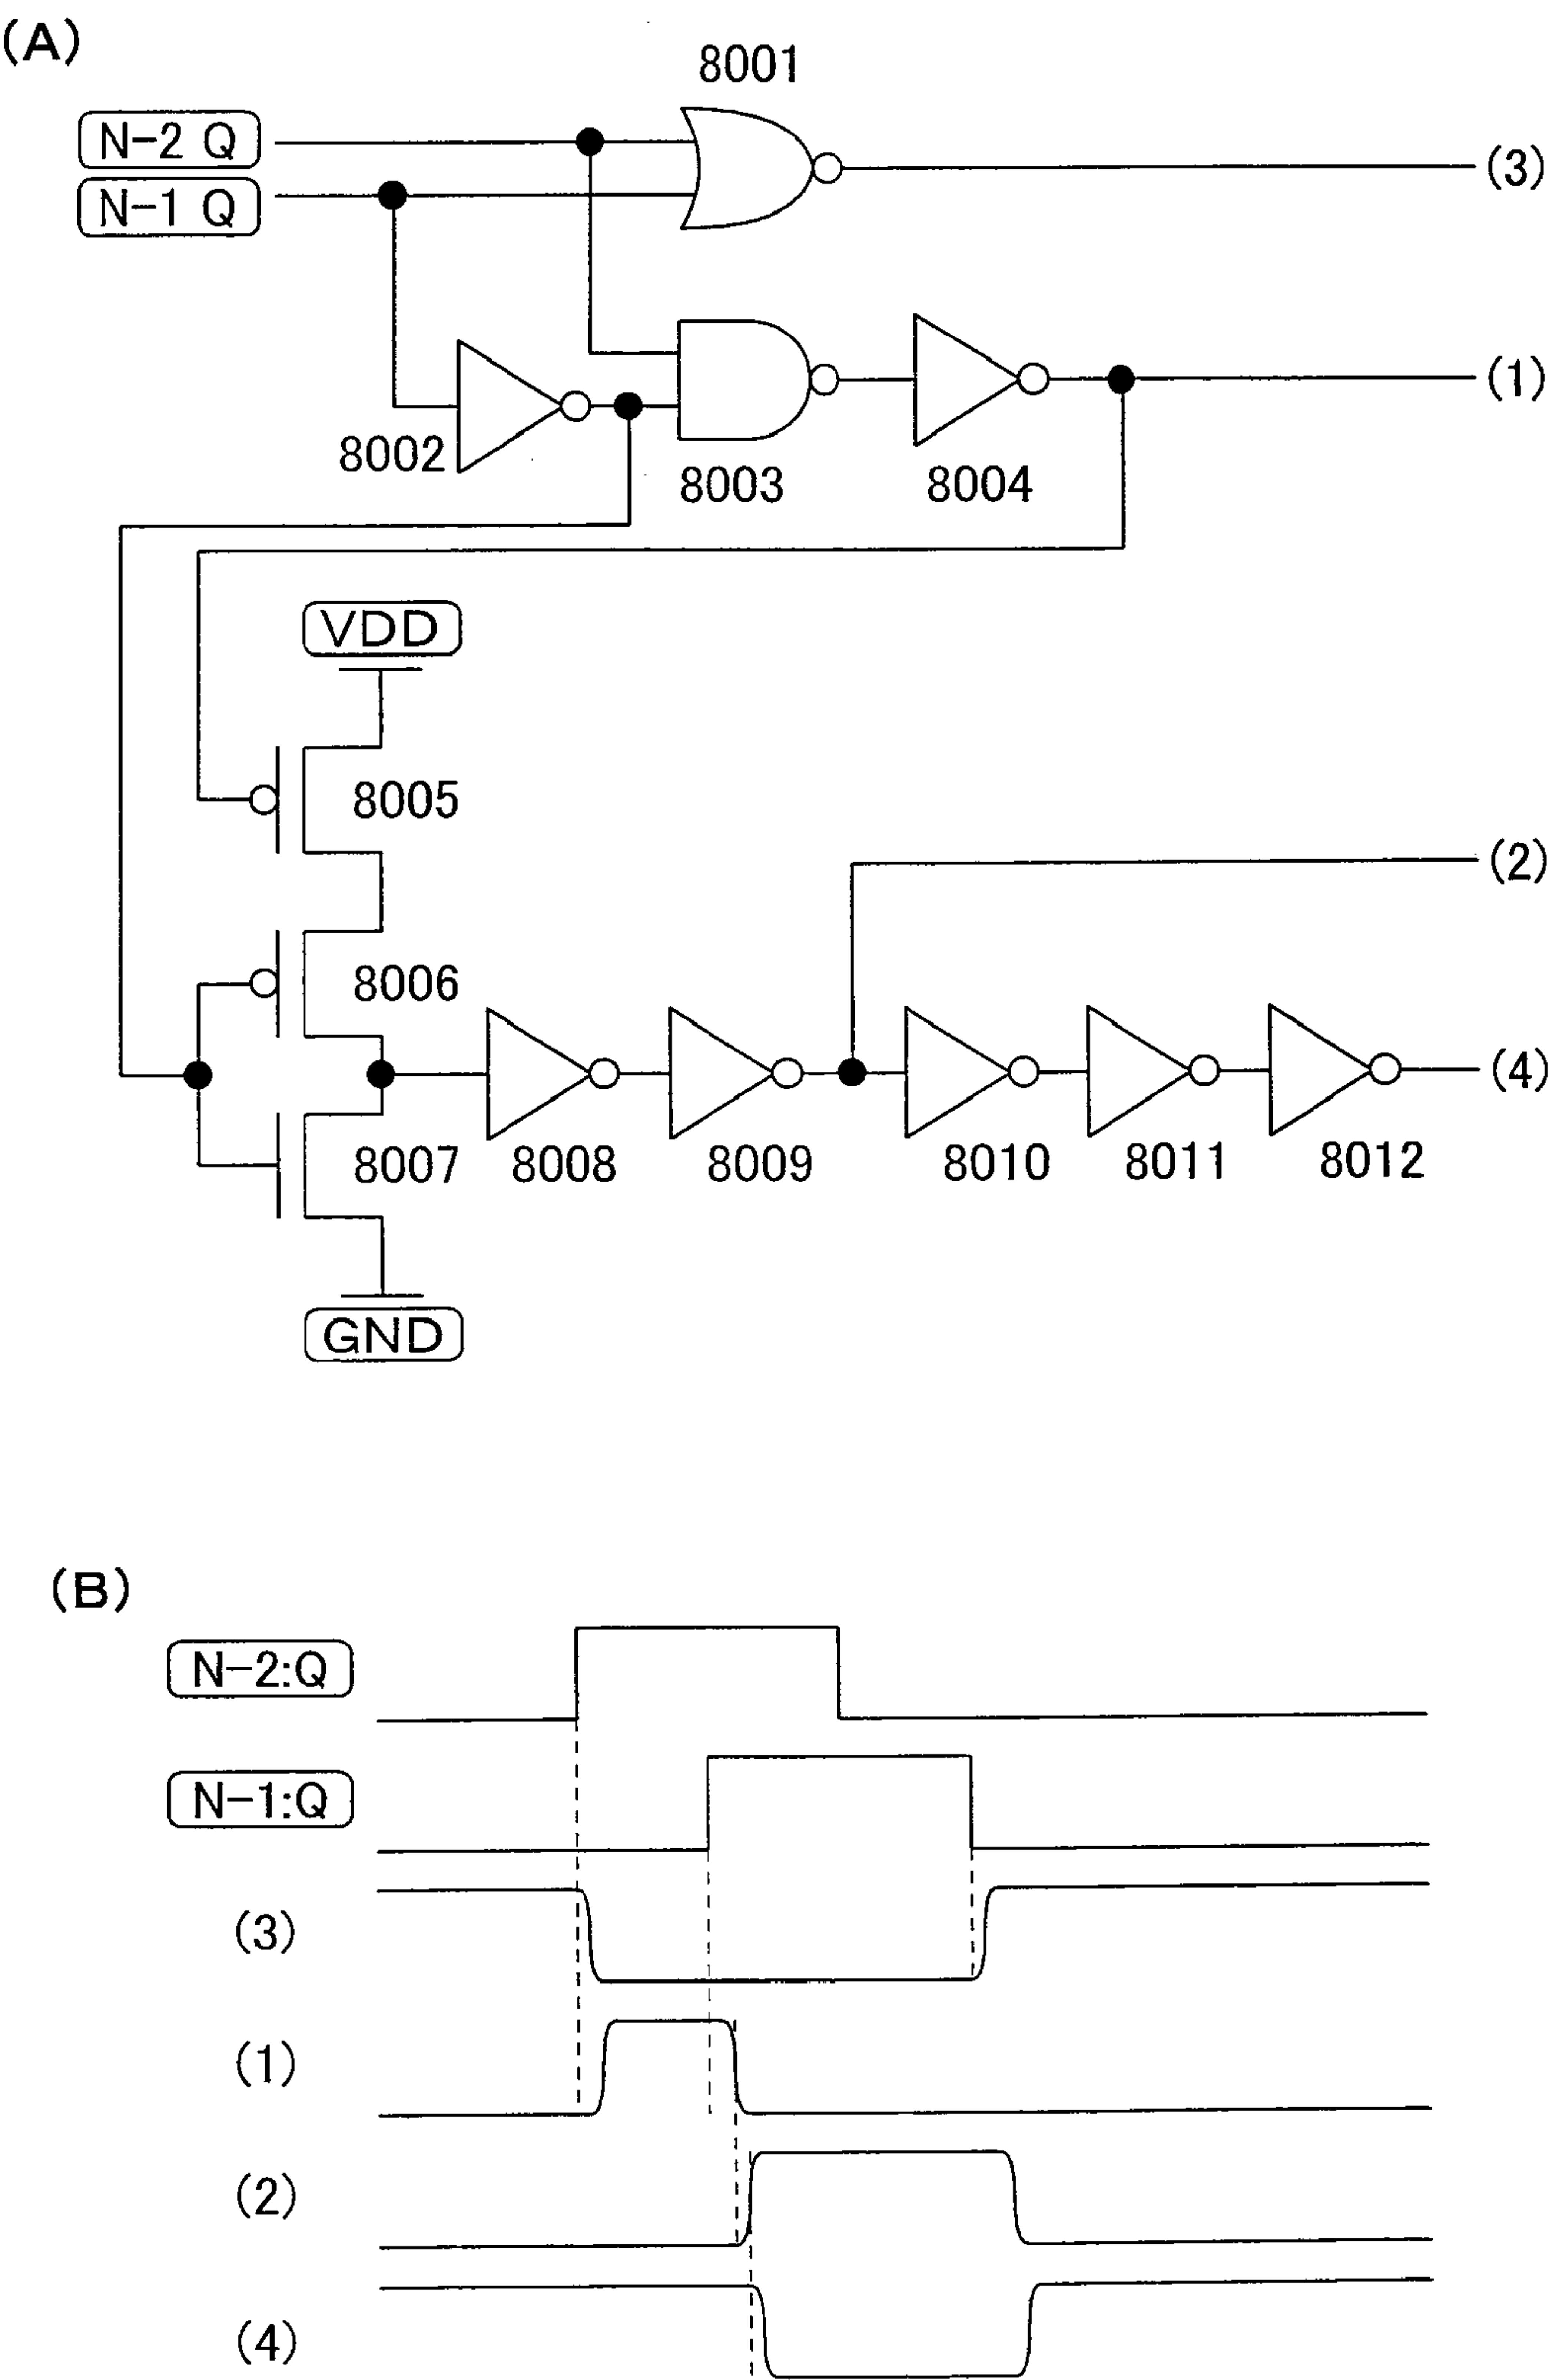 (A)
8001
N-2 Q
(3)
N-1 Q
(1)
8002
8003
8004
VDD
8005
(2)
8006
(4)
8007
8008
8009
8010
8011
8012
GND
(B)
N-2:Q
N-1:Q
(3)
(1)
(2)
(4)